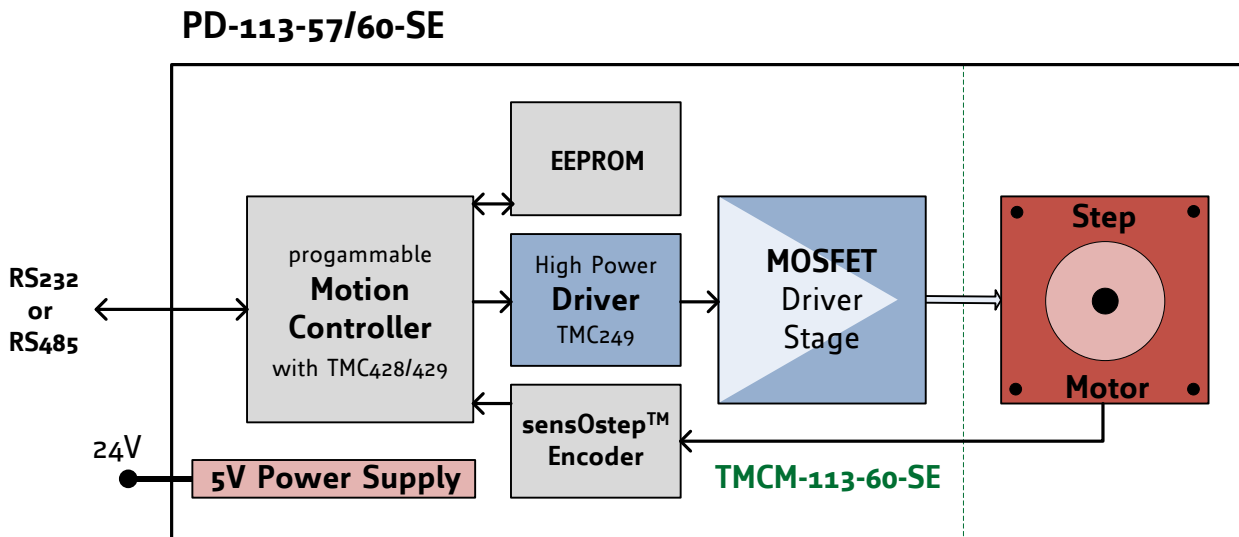 PD-113-57/60-SE
EEPROM
progammable
Motion
Controller
with TMC428/429
High Power
Driver
TMC249
MOSFET
Driver
Stage
Step
Motor
RS232
or
RS485
sensOstep™
Encoder
24V
5V Power Supply
TMCM-113-60-SE